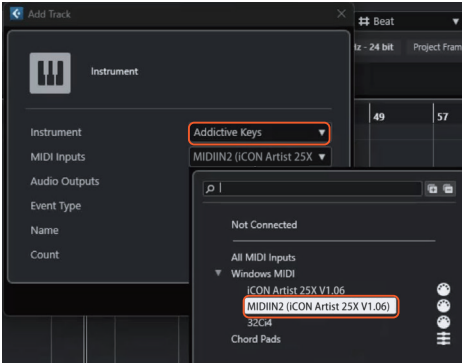 Add Track
Beat
Hz - 24 bit
Project Fram
Instrument
49
57
Instrument
Addictive Keys
MIDI Inputs
MIDIIN2 (iCON Artist 25X
Audio Outputs
Event Type
Name
Count
Not Connected
All MIDI Inputs
Windows MIDI
iCON Artist 25X V1.06
MIDIIN2 (iCON Artist 25X V1.06)
32Ci4
Chord Pads